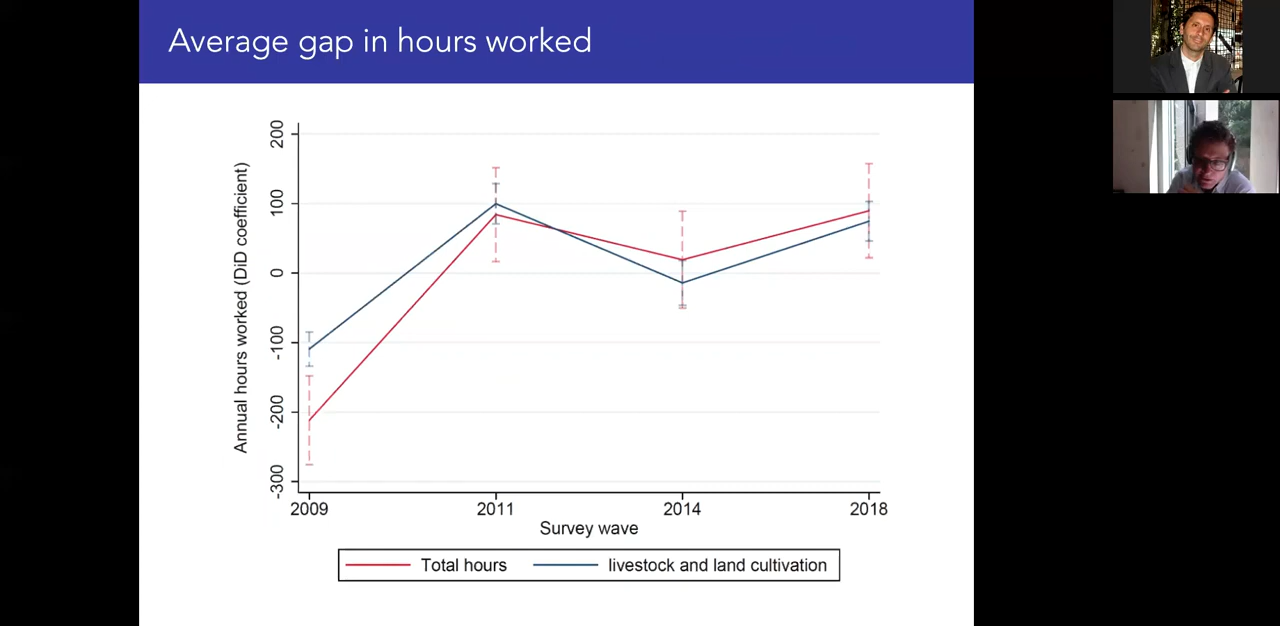 Average gap in hours worked
Annual hours worked (DiD coefficient)
200
100
0
-100
-200
-300
2009 2011 2014 2018
Survey wave
Total hours livestock and land cultivation